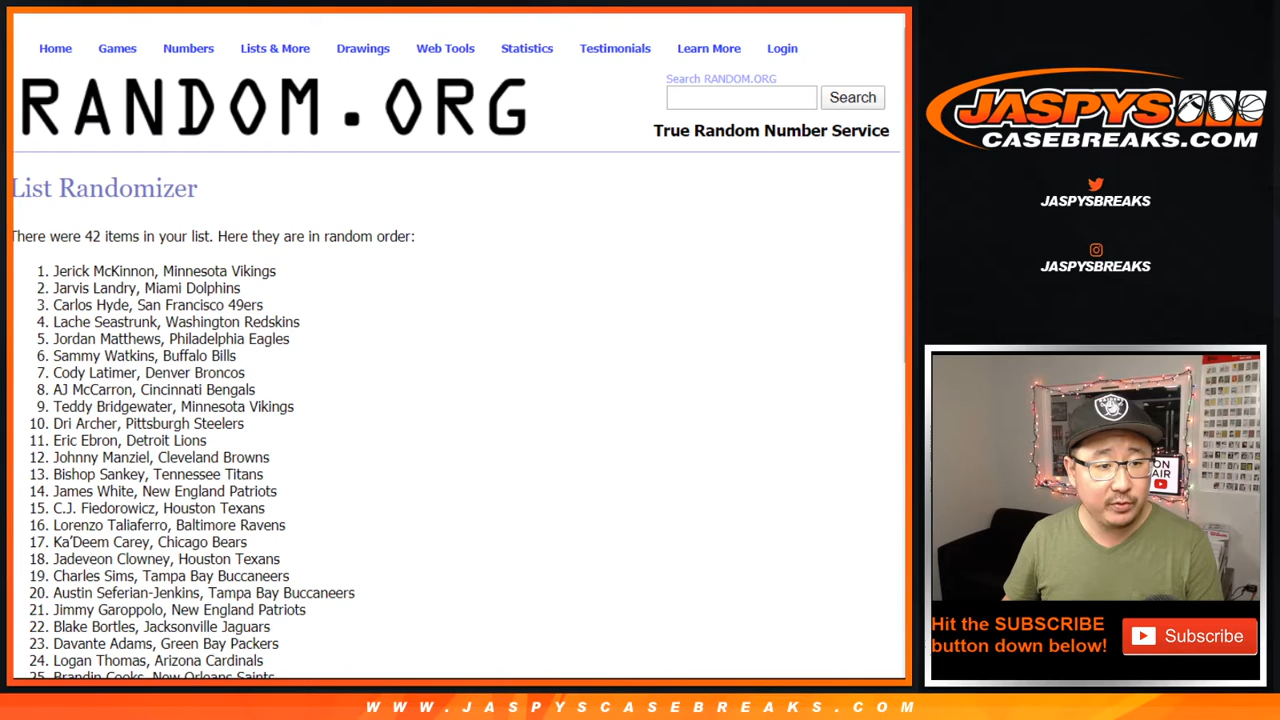 Home Games Numbers Lists & More Drawings Web Tools Statistics Testimonials Learn More Login
RANDOM.ORG
Search RANDOM.ORG
Search
True Random Number Service
List Randomizer
There were 42 items in your list. Here they are in random order:
1. Jerick McKinnon, Minnesota Vikings
2. Jarvis Landry, Miami Dolphins
3. Carlos Hyde, San Francisco 49ers
4. Lache Seastrunk, Washington Redskins
5. Jordan Matthews, Philadelphia Eagles
6. Sammy Watkins, Buffalo Bills
7. Cody Latimer, Denver Broncos
8. AJ McCarron, Cincinnati Bengals
9. Teddy Bridgewater, Minnesota Vikings
10. Dri Archer, Pittsburgh Steelers
11. Eric Ebron, Detroit Lions
12. Johnny Manziel, Cleveland Browns
13. Bishop Sankey, Tennessee Titans
14. James White, New England Patriots
15. C.J. Fiedorowicz, Houston Texans
16. Lorenzo Taliaferro, Baltimore Ravens
17. Ka'Deem Carey, Chicago Bears
18. Jadeveon Clowney, Houston Texans
19. Charles Sims, Tampa Bay Buccaneers
20. Austin Seferian-Jenkins, Tampa Bay Buccaneers
21. Jimmy Garoppolo, New England Patriots
22. Blake Bortles, Jacksonville Jaguars
23. Davante Adams, Green Bay Packers
24. Logan Thomas, Arizona Cardinals
25. Brandin Cooks, New Orleans Saints
JASPYS
CASEBREAKS.COM
JASPYSBREAKS
JASPYSBREAKS
ON
AIR
Hit the SUBSCRIBE
button down below!
Subscribe
WWW.JASPYSCASEBREAKS.COM